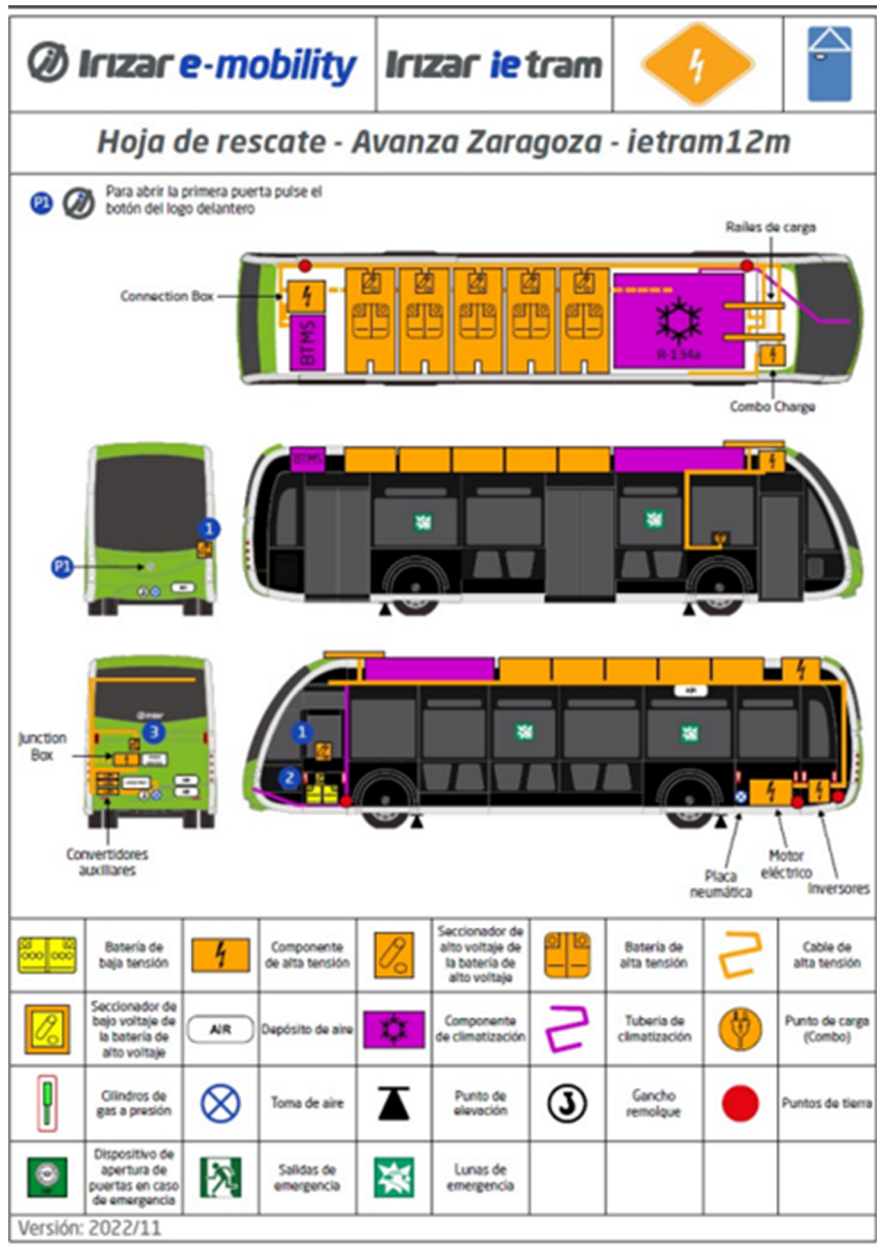 Irizar e-mobility
Irizar ie tram
Hoja de rescate - Avanza Zaragoza - ietram12m
P1
Para abrir la primera puerta pulse el
botón del logo delantero
Raíles de carga
Connection Box
BTMS
R-134a
Combo Charge
BTMS
1
P1
AIR
3
1
2
Junction
Box
Convertidores
auxiliares
Placa
neumática
Motor
eléctrico
Inversores
Batería de
baja tensión
Componente
de alta tensión
Seccionador de
alto voltaje de
la batería de
alto voltaje
Batería de
alta tensión
Cable de
alta tensión
Seccionador de
bajo voltaje de
la batería de
alto voltaje
AIR
Depósito de aire
Componente
de climatización
Tubería de
climatización
Punto de carga
(Combo)
Cilindros de
gas a presión
Toma de aire
Punto de
elevación
Gancho
remolque
Puntos de tierra
Dispositivo de
apertura de
puertas en caso
de emergencia
Salidas de
emergencia
Lunas de
emergencia
Versión: 2022/11